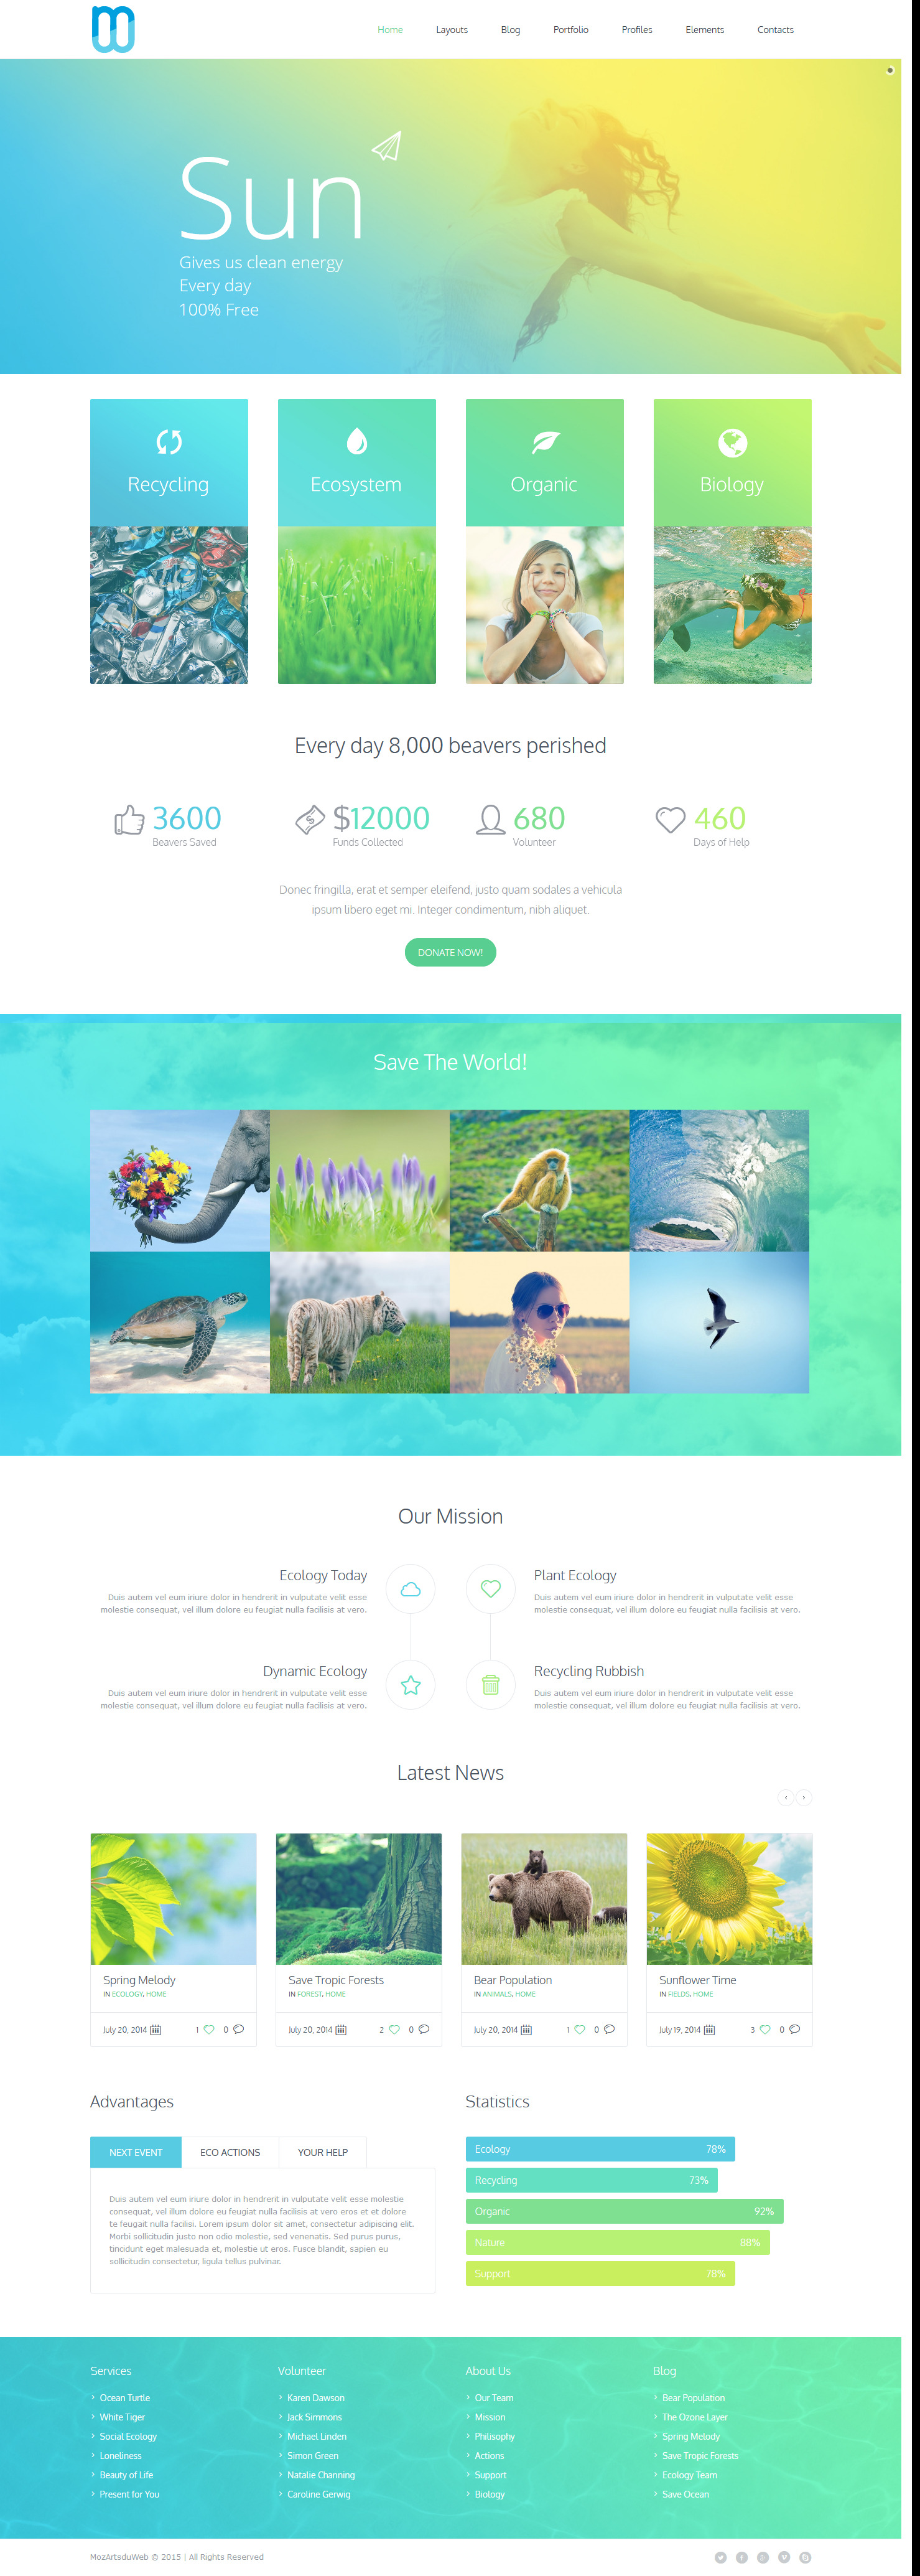 Home Layouts Blog Portfolio Profiles Elements Contacts
Sun
Gives us clean energy
Every day
100% Free
Recycling
Ecosystem
Organic
Biology
Every day 8,000 beavers perished
3600
Beavers Saved
$12000
Funds Collected
680
Volunteer
460
Days of Help
Donec fringilla, erat et semper eleifend, justo quam sodales a vehicula
ipsum libero eget mi. Integer condimentum, nibh aliquet.
DONATE NOW!
Save The World!
Our Mission
Ecology Today
Duis autem vel eum iriure dolor in hendrerit in vulputate velit esse
molestie consequat, vel illum dolore eu feugiat nulla facilisis at vero.
Plant Ecology
Duis autem vel eum iriure dolor in hendrerit in vulputate velit esse
molestie consequat, vel illum dolore eu feugiat nulla facilisis at vero.
Dynamic Ecology
Duis autem vel eum iriure dolor in hendrerit in vulputate velit esse
molestie consequat, vel illum dolore eu feugiat nulla facilisis at vero.
Recycling Rubbish
Duis autem vel eum iriure dolor in hendrerit in vulputate velit esse
molestie consequat, vel illum dolore eu feugiat nulla facilisis at vero.
Latest News
Spring Melody
IN ECOLOGY, HOME
July 20, 2014 1 0
Save Tropic Forests
IN FOREST, HOME
July 20, 2014 2 0
Bear Population
IN ANIMALS, HOME
July 20, 2014 1 0
Sunflower Time
IN FIELDS, HOME
July 19, 2014 3 0
Advantages
NEXT EVENT ECO ACTIONS YOUR HELP
Duis autem vel eum iriure dolor in hendrerit in vulputate velit esse molestie
consequat, vel illum dolore eu feugiat nulla facilisis at vero eros et et dolore
te feugait nulla facilisi. Lorem ipsum dolor sit amet, consectetur adipiscing elit.
Morbi sollicitudin justo non odio molestie, sed venenatis. Sed purus purus,
tincidunt eget malesuada et, molestie ut eros. Fusce blandit, sapien eu
sollicitudin consectetur, ligula tellus pulvinar.
Statistics
Ecology 78%
Recycling 73%
Organic 92%
Nature 88%
Support 78%
Services
Ocean Turtle
White Tiger
Social Ecology
Loneliness
Beauty of Life
Present for You
Volunteer
Karen Dawson
Jack Simmons
Michael Linden
Simon Green
Natalie Channing
Caroline Gerwig
About Us
Our Team
Mission
Philisophy
Actions
Support
Biology
Blog
Bear Population
The Ozone Layer
Spring Melody
Save Tropic Forests
Ecology Team
Save Ocean
MozArtsduWeb © 2015 | All Rights Reserved